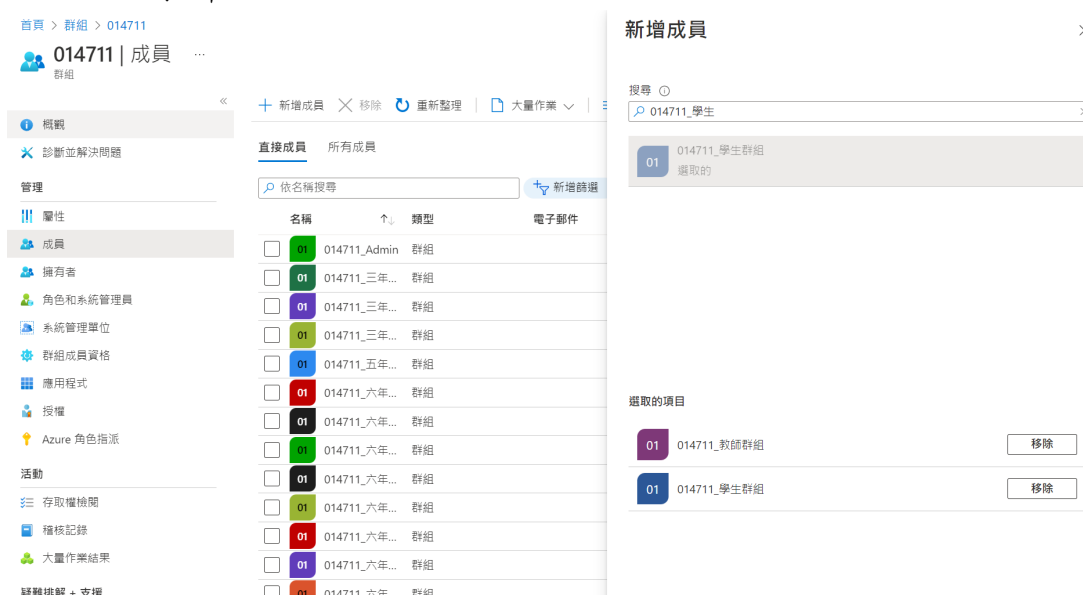 首頁 > 群組 > 014711
014711 | 成員 ...
群組
«
概觀
診斷並解決問題
管理
屬性
成員
擁有者
角色和系統管理員
系統管理單位
群組成員資格
應用程式
授權
Azure 角色指派
活動
存取權檢閱
稽核記錄
大量作業結果
疑難排解 + 支援
新增成員 移除 重新整理 大量作業
直接成員 所有成員
依名稱搜尋 新增篩選
名稱 ↑↓ 類型 電子郵件
01 014711_Admin 群組
01 014711_三年... 群組
01 014711_三年... 群組
01 014711_三年... 群組
01 014711_五年... 群組
01 014711_六年... 群組
01 014711_六年... 群組
01 014711_六年... 群組
01 014711_六年... 群組
01 014711_六年... 群組
01 014711_六年... 群組
01 014711_六年... 群組
01 014711_六年... 群組
新增成員
搜尋
014711_學生
01 014711_學生群組
選取的
選取的項目
01 014711_教師群組 移除
01 014711_學生群組 移除